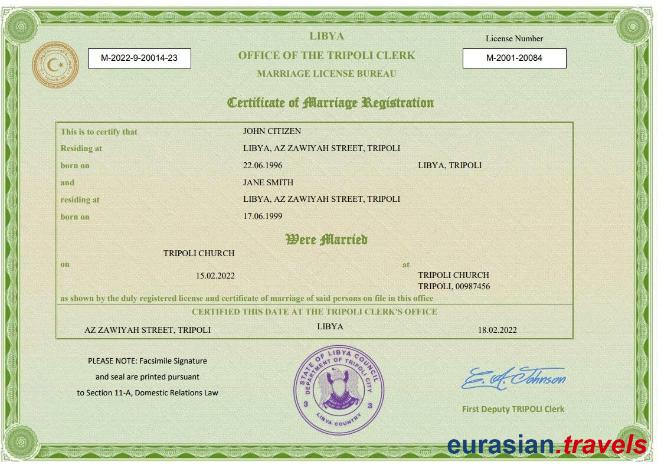 LIBYA
License Number
M-2022-9-20014-23
OFFICE OF THE TRIPOLI CLERK
M-2001-20084
MARRIAGE LICENSE BUREAU
Certificate of Marriage Registration
This is to certify that JOHN CITIZEN
Residing at LIBYA, AZ ZAWIYAH STREET, TRIPOLI
born on 22.06.1996 LIBYA, TRIPOLI
and JANE SMITH
residing at LIBYA, AZ ZAWIYAH STREET, TRIPOLI
born on 17.06.1999
Were Married
TRIPOLI CHURCH
on at
15.02.2022 TRIPOLI CHURCH
TRIPOLI, 00987456
as shown by the duly registered license and certificate of marriage of said persons on file in this office
CERTIFIED THIS DATE AT THE TRIPOLI CLERK'S OFFICE
AZ ZAWIYAH STREET, TRIPOLI LIBYA 18.02.2022
PLEASE NOTE: Facsimile Signature
and seal are printed pursuant
to Section 11-A, Domestic Relations Law
STATE OF LIBYA COUNCIL
DEPARTMENT OF TRIPOLI CITY
3 3
LIBYA COUNTRY
E. A. Johnson
First Deputy TRIPOLI Clerk
eurasian.travels